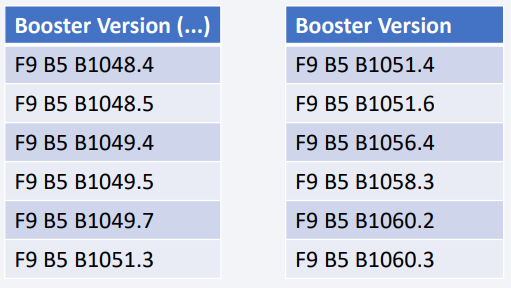 Booster Version (...)
F9 B5 B1048.4
F9 B5 B1048.5
F9 B5 B1049.4
F9 B5 B1049.5
F9 B5 B1049.7
F9 B5 B1051.3
Booster Version
F9 B5 B1051.4
F9 B5 B1051.6
F9 B5 B1056.4
F9 B5 B1058.3
F9 B5 B1060.2
F9 B5 B1060.3